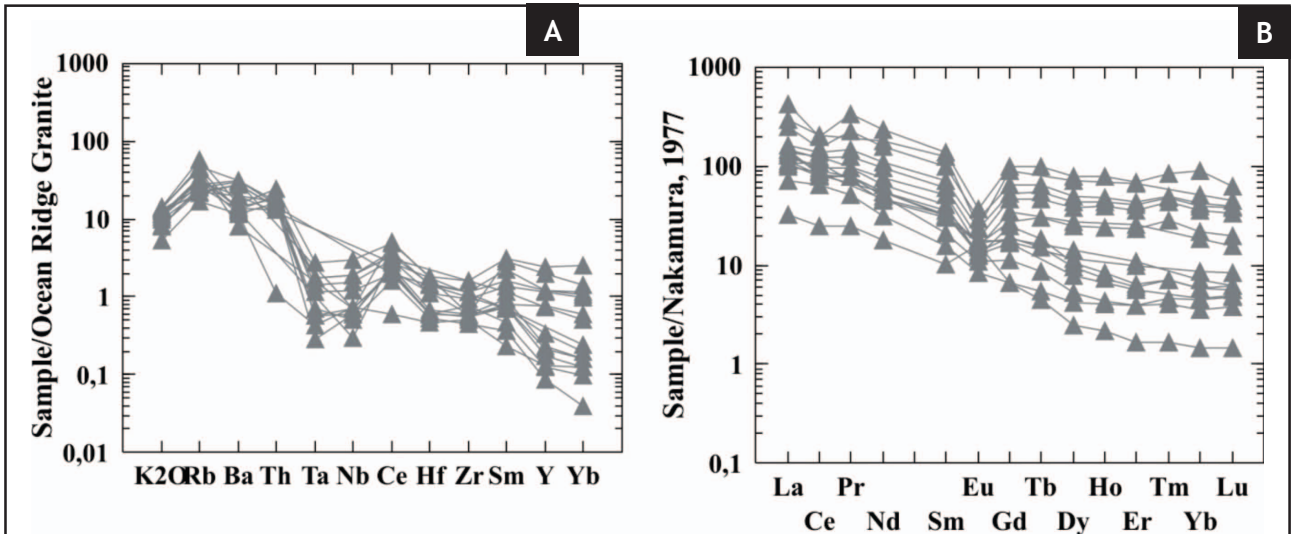 A
1000
100
10
1
0,1
0,01
Sample/Ocean Ridge Granite
K2O Rb Ba Th Ta Nb Ce Hf Zr Sm Y Yb
B
1000
100
10
1
0,1
Sample/Nakamura, 1977
La Pr Eu Tb Ho Tm Lu
Ce Nd Sm Gd Dy Er Yb